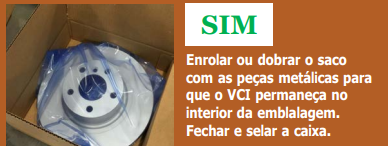 SIM
Enrolar ou dobrar o saco
com as peças metálicas para
que o VCI permaneça no
interior da emblalagem.
Fechar e selar a caixa.